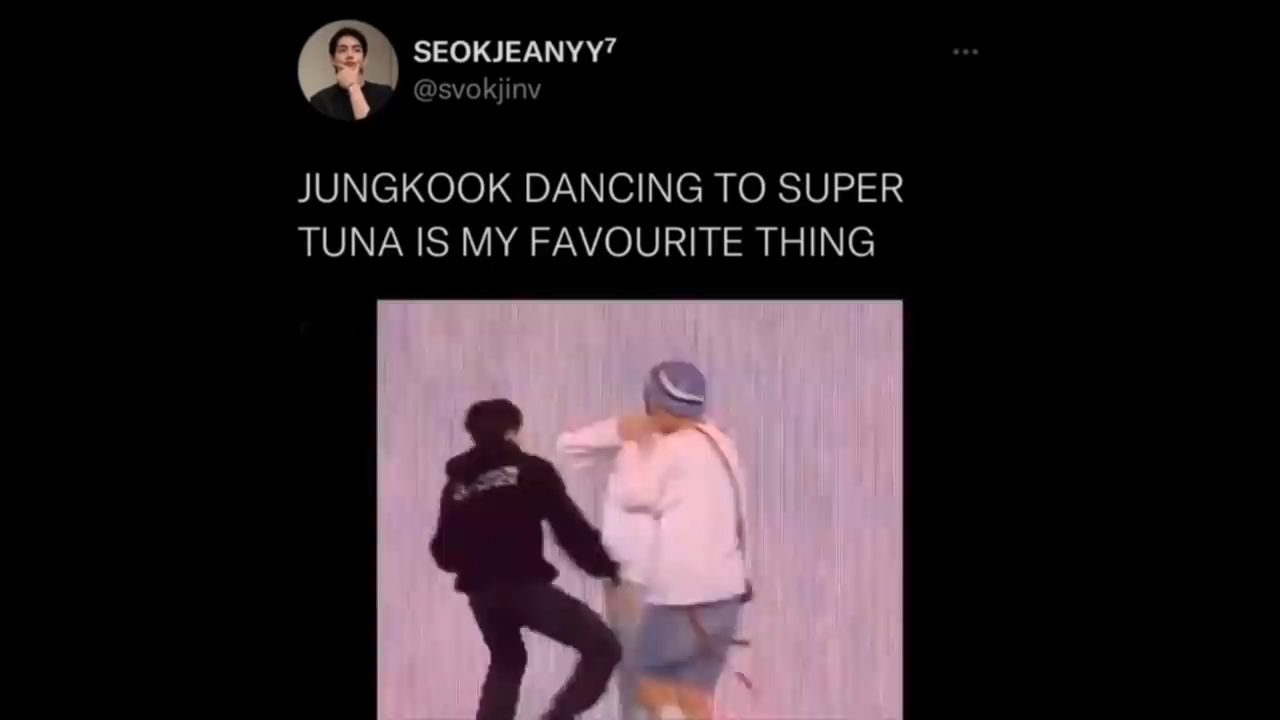 SEOKJEANYY⁷
@svokjinv
JUNGKOOK DANCING TO SUPER
TUNA IS MY FAVOURITE THING